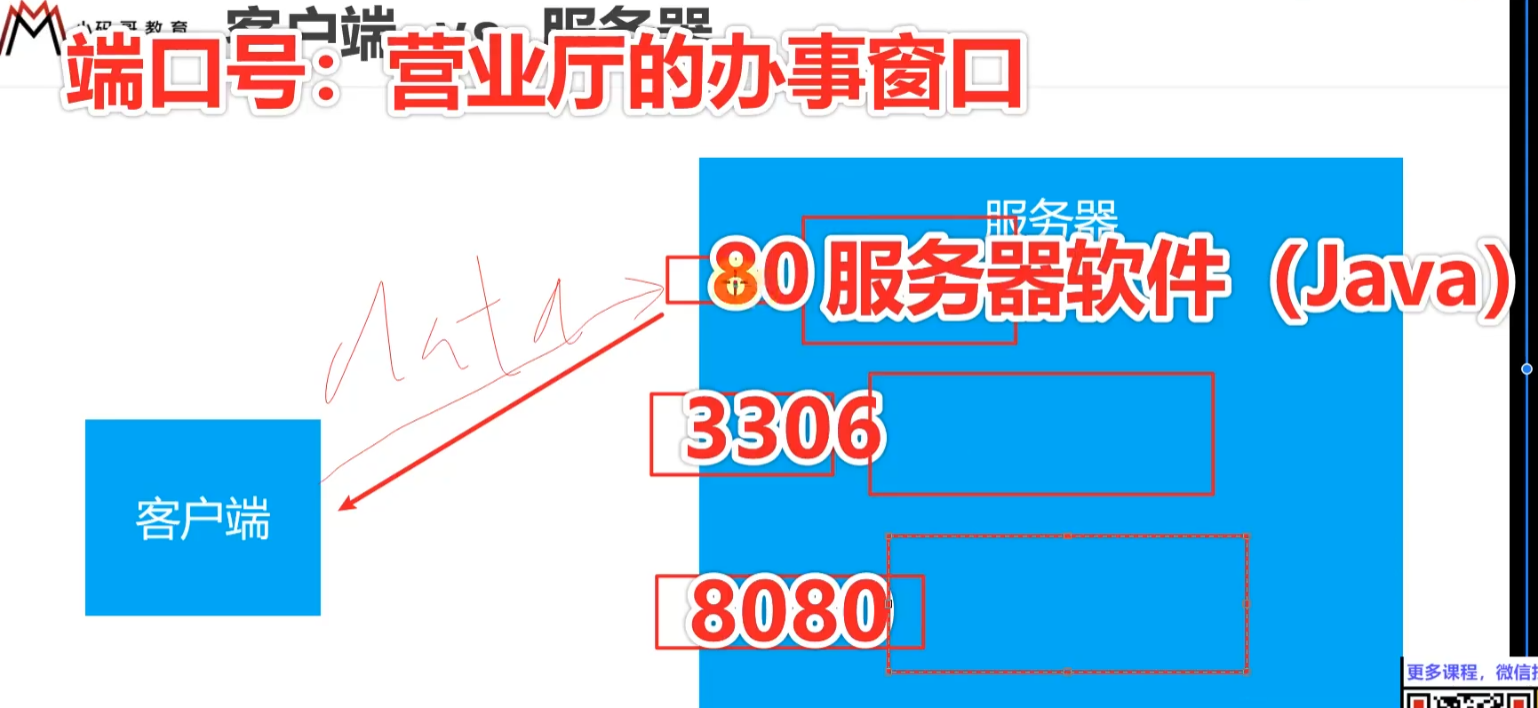 小码哥教育
客户端 vs 服务器
端口号：营业厅的办事窗口
服务器
80 服务器软件（Java）
data
3306
客户端
8080
更多课程，微信扫